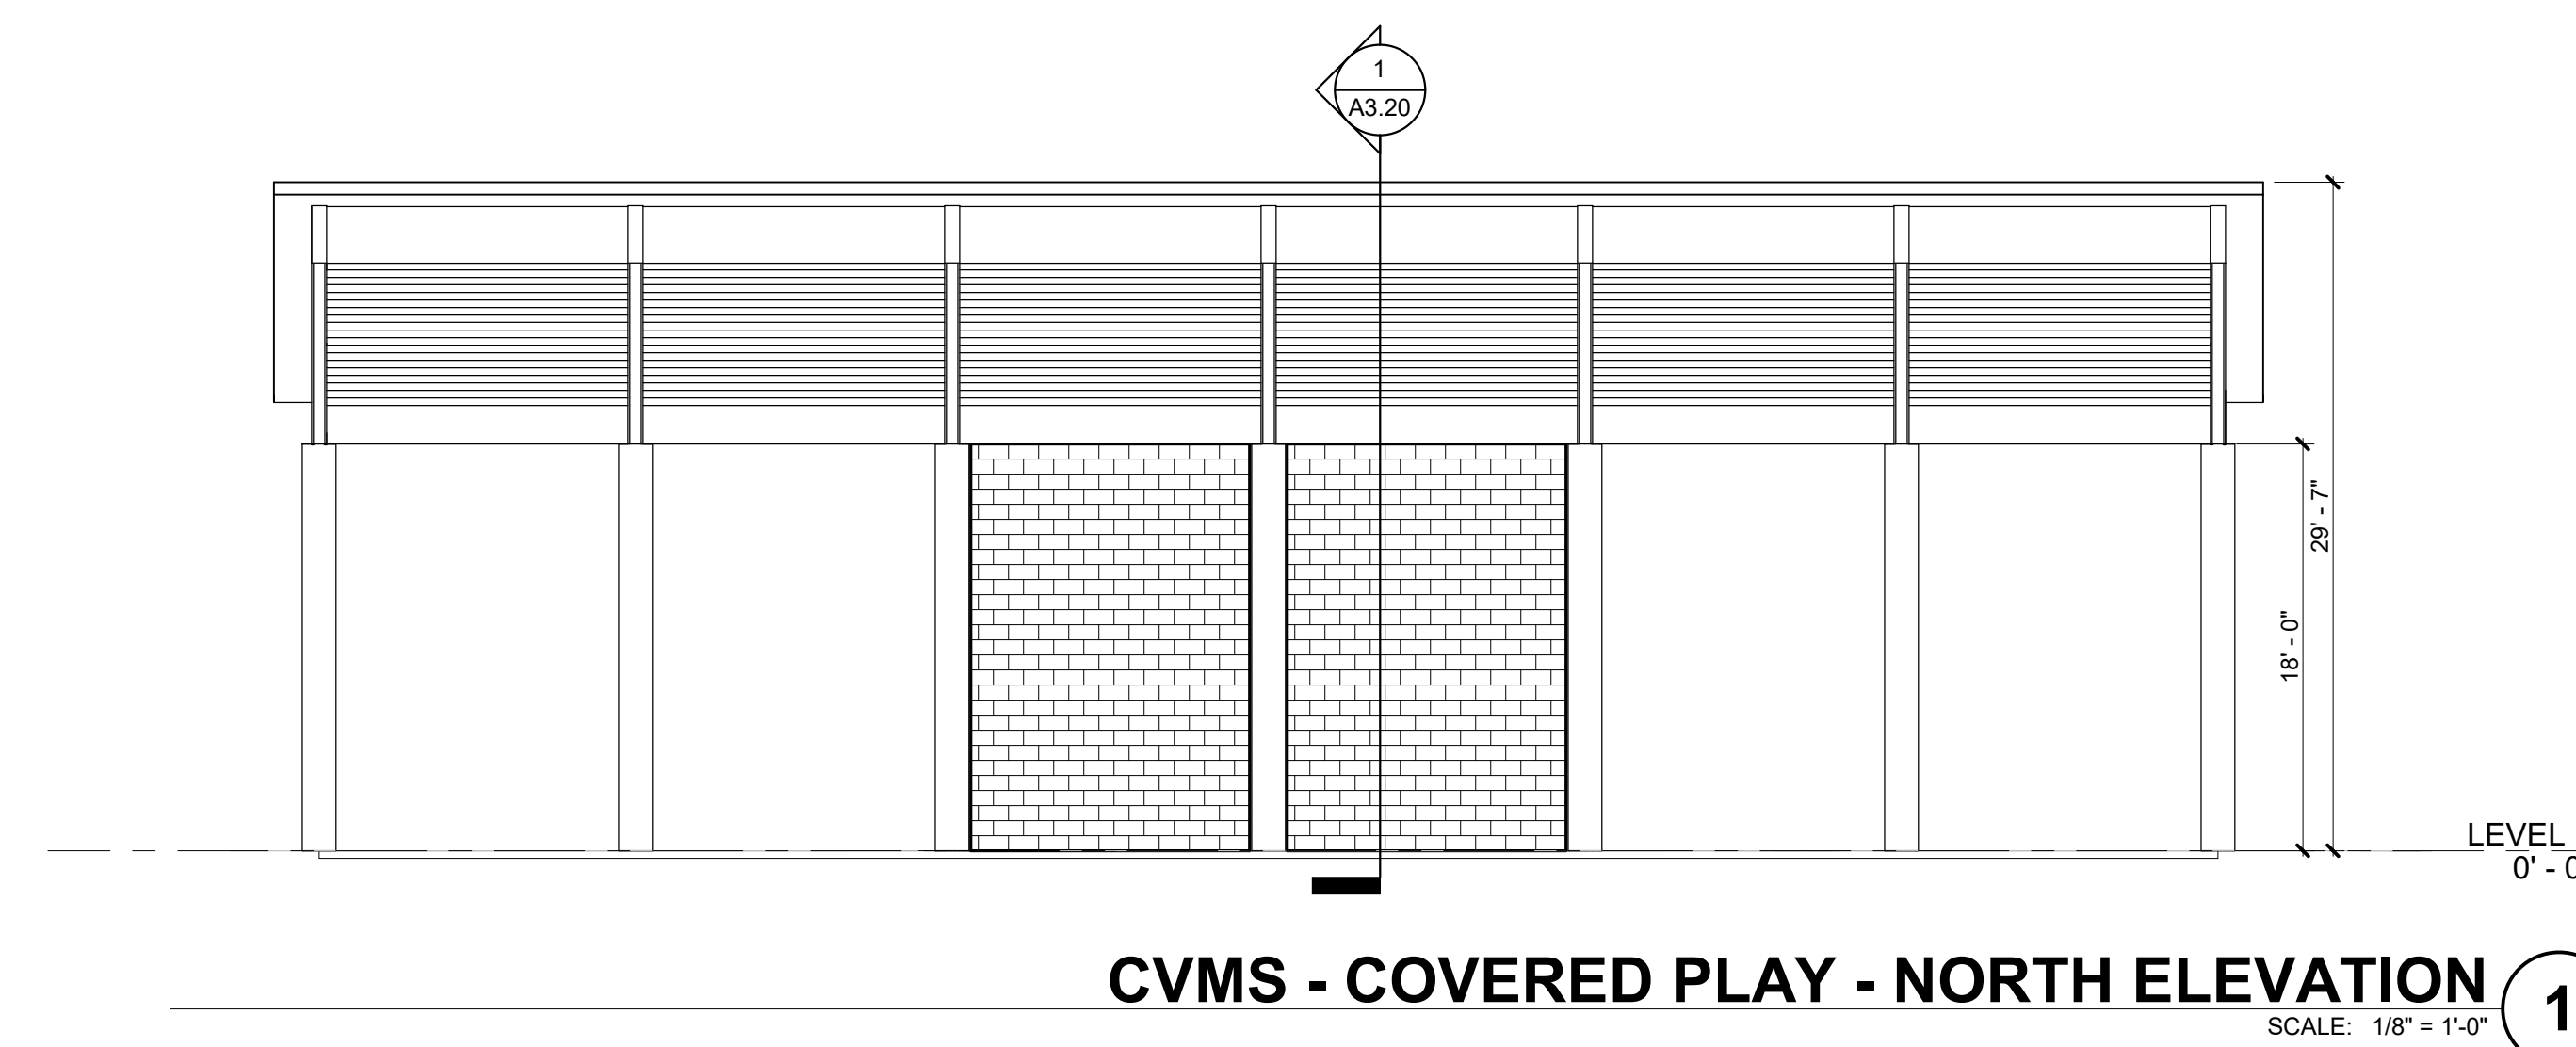 1
A3.20
29' - 7"
18' - 0"
LEVEL
0' - 0
CVMS - COVERED PLAY - NORTH ELEVATION
1
SCALE: 1/8" = 1'-0"